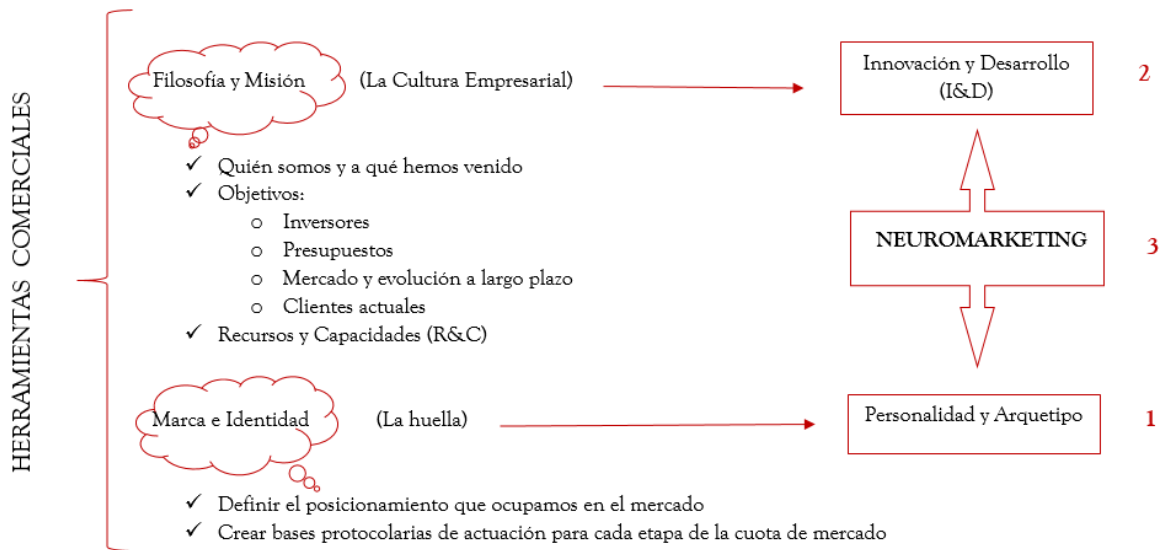 HERRAMIENTAS COMERCIALES
Filosofía y Misión (La Cultura Empresarial)
Innovación y Desarrollo
(I&D)
2
✓ Quién somos y a qué hemos venido
✓ Objetivos:
o Inversores
o Presupuestos
o Mercado y evolución a largo plazo
o Clientes actuales
✓ Recursos y Capacidades (R&C)
NEUROMARKETING
3
Marca e Identidad (La huella)
Personalidad y Arquetipo
1
✓ Definir el posicionamiento que ocupamos en el mercado
✓ Crear bases protocolarias de actuación para cada etapa de la cuota de mercado